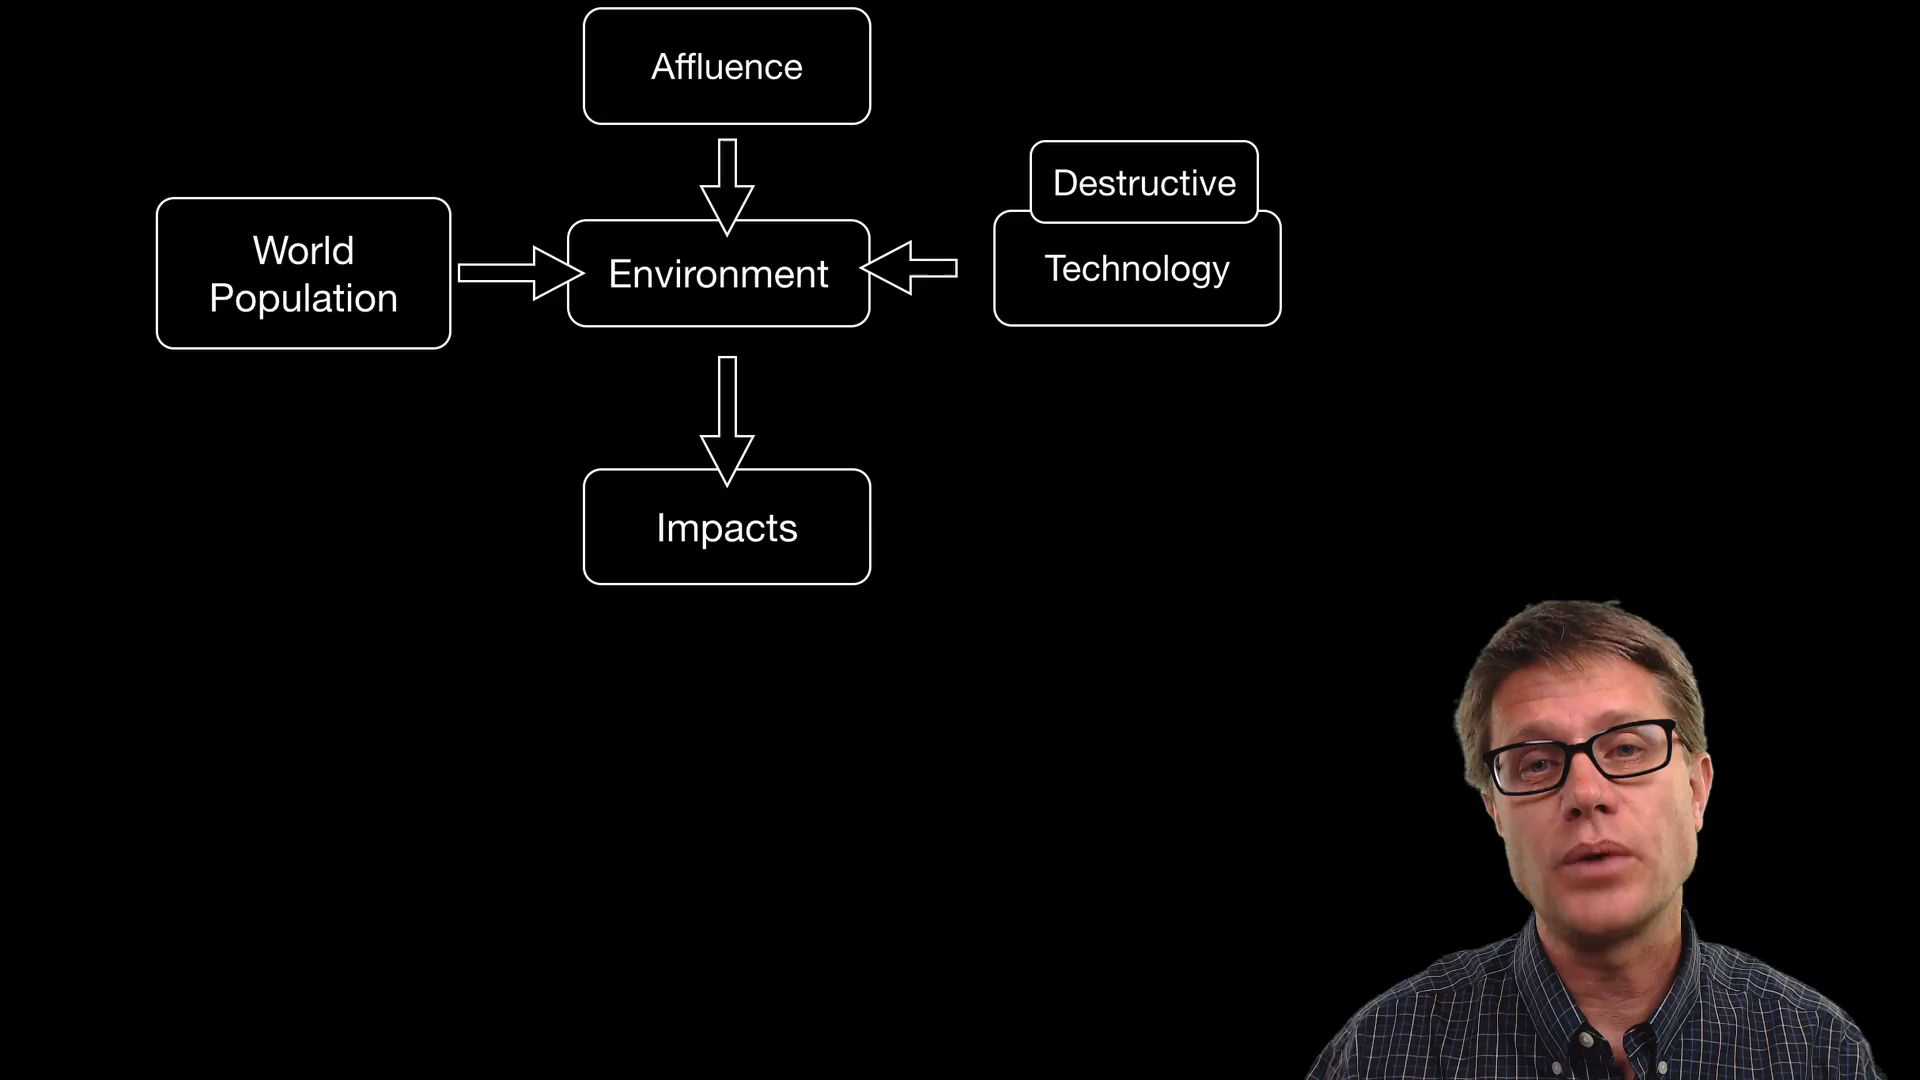 Affluence
Destructive
World
Population
Environment
Technology
Impacts